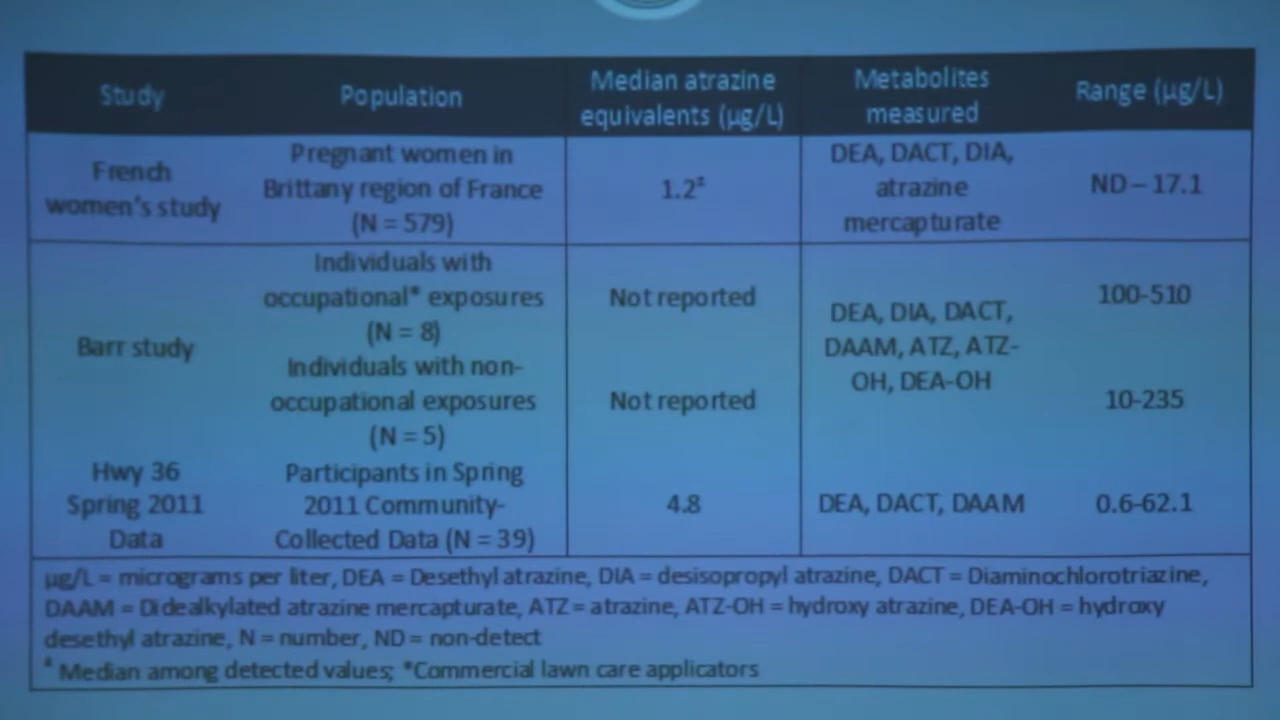 Study
Population
Median atrazine
equivalents (µg/L)
Metabolites
measured
Range (µg/L)
French
women's study
Pregnant women in
Brittany region of France
(N = 579)
1.2‡
DEA, DACT, DIA,
atrazine
mercapturate
ND – 17.1
Barr study
Individuals with
occupational* exposures
(N = 8)
Not reported
100-510
Individuals with non-
occupational exposures
(N = 5)
Not reported
10-235
DEA, DIA, DACT,
DAAM, ATZ, ATZ-
OH, DEA-OH
Hwy 36
Spring 2011
Data
Participants in Spring
2011 Community-
Collected Data (N = 39)
4.8
DEA, DACT, DAAM
0.6-62.1
µg/L = micrograms per liter, DEA = Desethyl atrazine, DIA = desisopropyl atrazine, DACT = Diaminochlorotriazine,
DAAM = Didealkylated atrazine mercapturate, ATZ = atrazine, ATZ-OH = hydroxy atrazine, DEA-OH = hydroxy
desethyl atrazine, N = number, ND = non-detect
‡ Median among detected values; *Commercial lawn care applicators